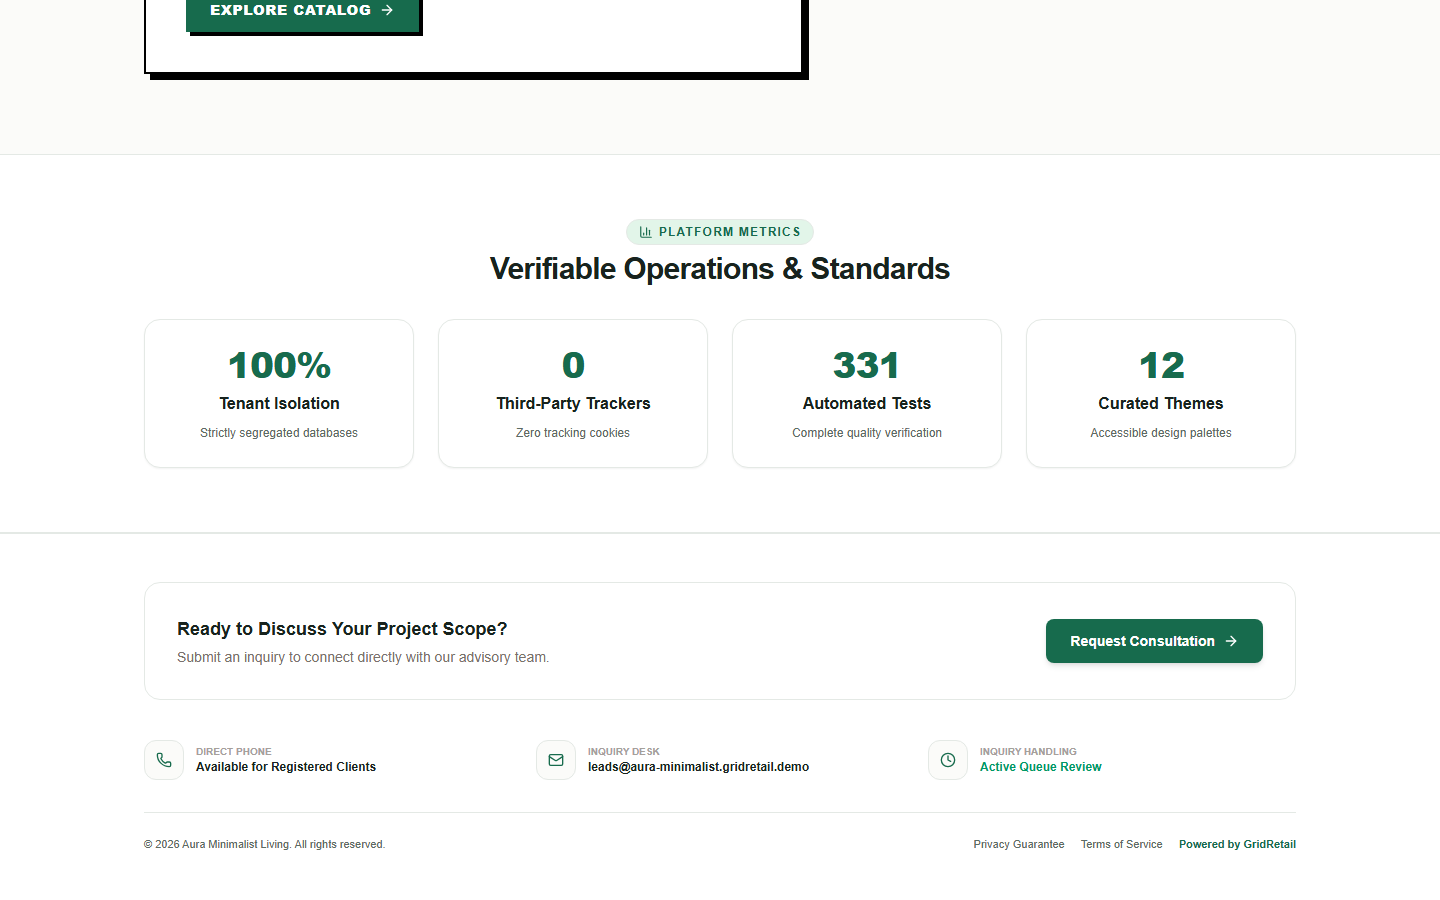 EXPLORE CATALOG
PLATFORM METRICS
Verifiable Operations & Standards
100%
Tenant Isolation
Strictly segregated databases
0
Third-Party Trackers
Zero tracking cookies
331
Automated Tests
Complete quality verification
12
Curated Themes
Accessible design palettes
Ready to Discuss Your Project Scope?
Submit an inquiry to connect directly with our advisory team.
Request Consultation
DIRECT PHONE
Available for Registered Clients
INQUIRY DESK
leads@aura-minimalist.gridretail.demo
INQUIRY HANDLING
Active Queue Review
© 2026 Aura Minimalist Living. All rights reserved.
Privacy Guarantee Terms of Service Powered by GridRetail